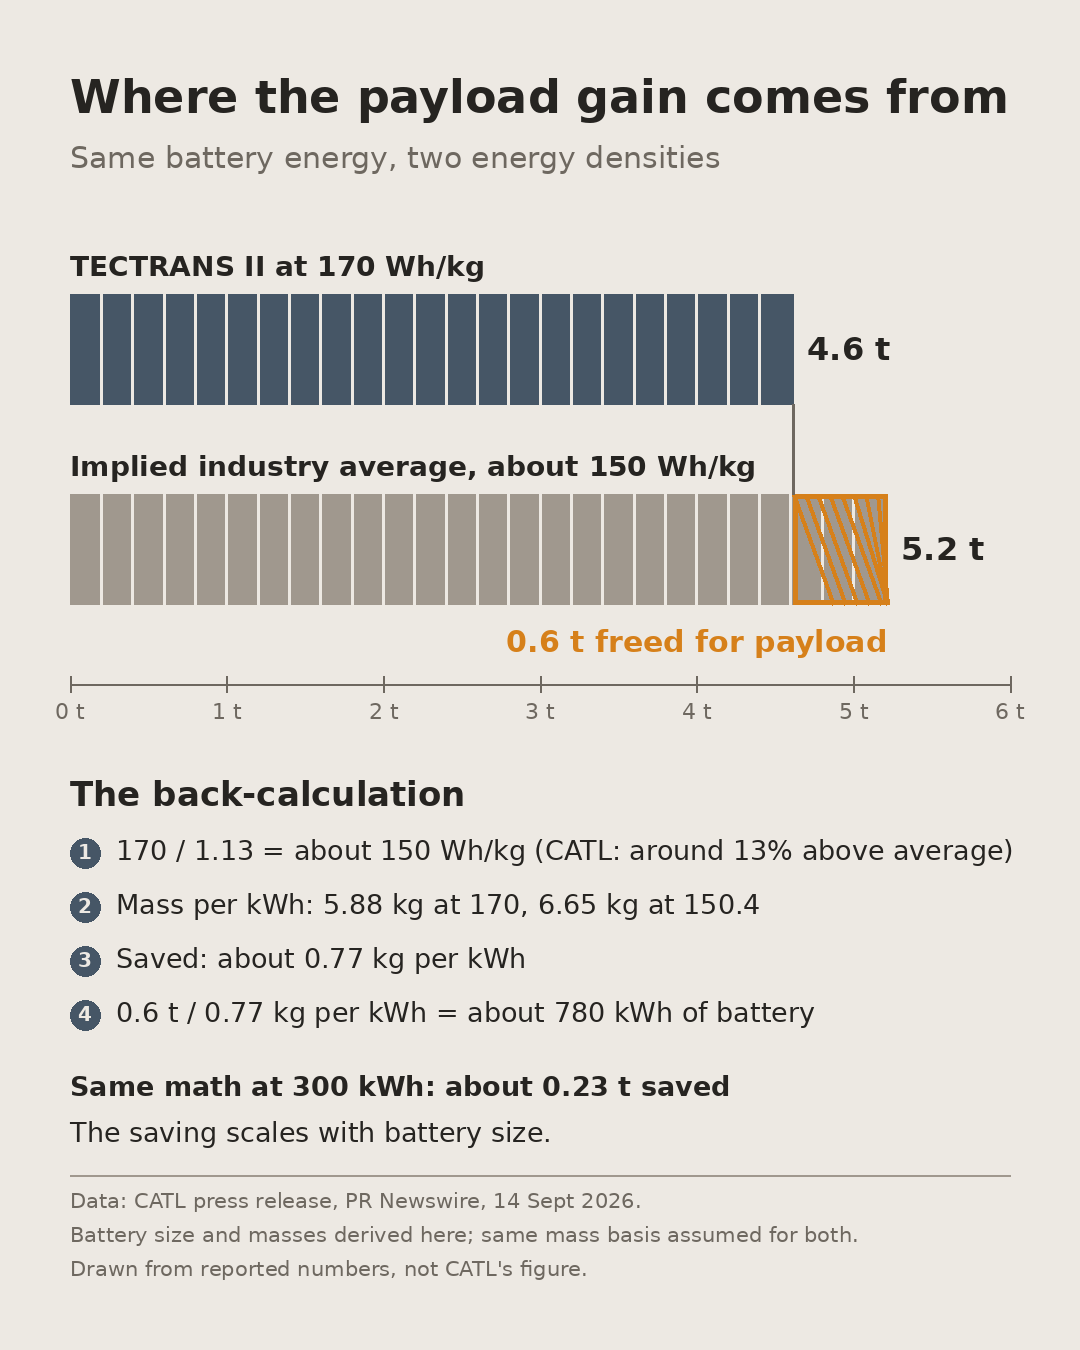 Where the payload gain comes from
Same battery energy, two energy densities
TECTRANS II at 170 Wh/kg
4.6 t
Implied industry average, about 150 Wh/kg
5.2 t
0.6 t freed for payload
0 t
1 t
2 t
3 t
4 t
5 t
6 t
The back-calculation
1 170 / 1.13 = about 150 Wh/kg (CATL: around 13% above average)
2 Mass per kWh: 5.88 kg at 170, 6.65 kg at 150.4
3 Saved: about 0.77 kg per kWh
4 0.6 t / 0.77 kg per kWh = about 780 kWh of battery
Same math at 300 kWh: about 0.23 t saved
The saving scales with battery size.
Data: CATL press release, PR Newswire, 14 Sept 2026.
Battery size and masses derived here; same mass basis assumed for both.
Drawn from reported numbers, not CATL's figure.